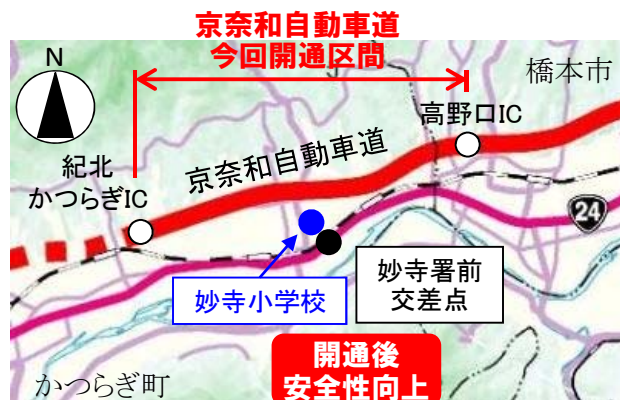 京奈和自動車道
今回開通区間
N
橋本市
高野口IC
京奈和自動車道
紀北
かつらぎIC
24
妙寺小学校
妙寺署前
交差点
開通後
安全性向上
かつらぎ町